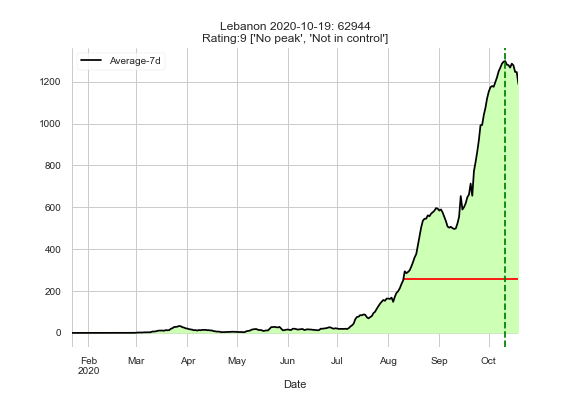 Lebanon 2020-10-19: 62944
Rating:9 ['No peak', 'Not in control']
Average-7d
1200
1000
800
600
400
200
0
Feb Mar Apr May Jun Jul Aug Sep Oct
2020
Date